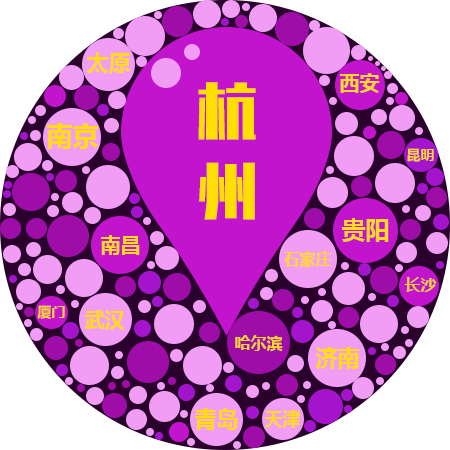 太原
西安
杭
州
南京
昆明
南昌
贵阳
石家庄
长沙
厦门
武汉
哈尔滨
济南
青岛
天津